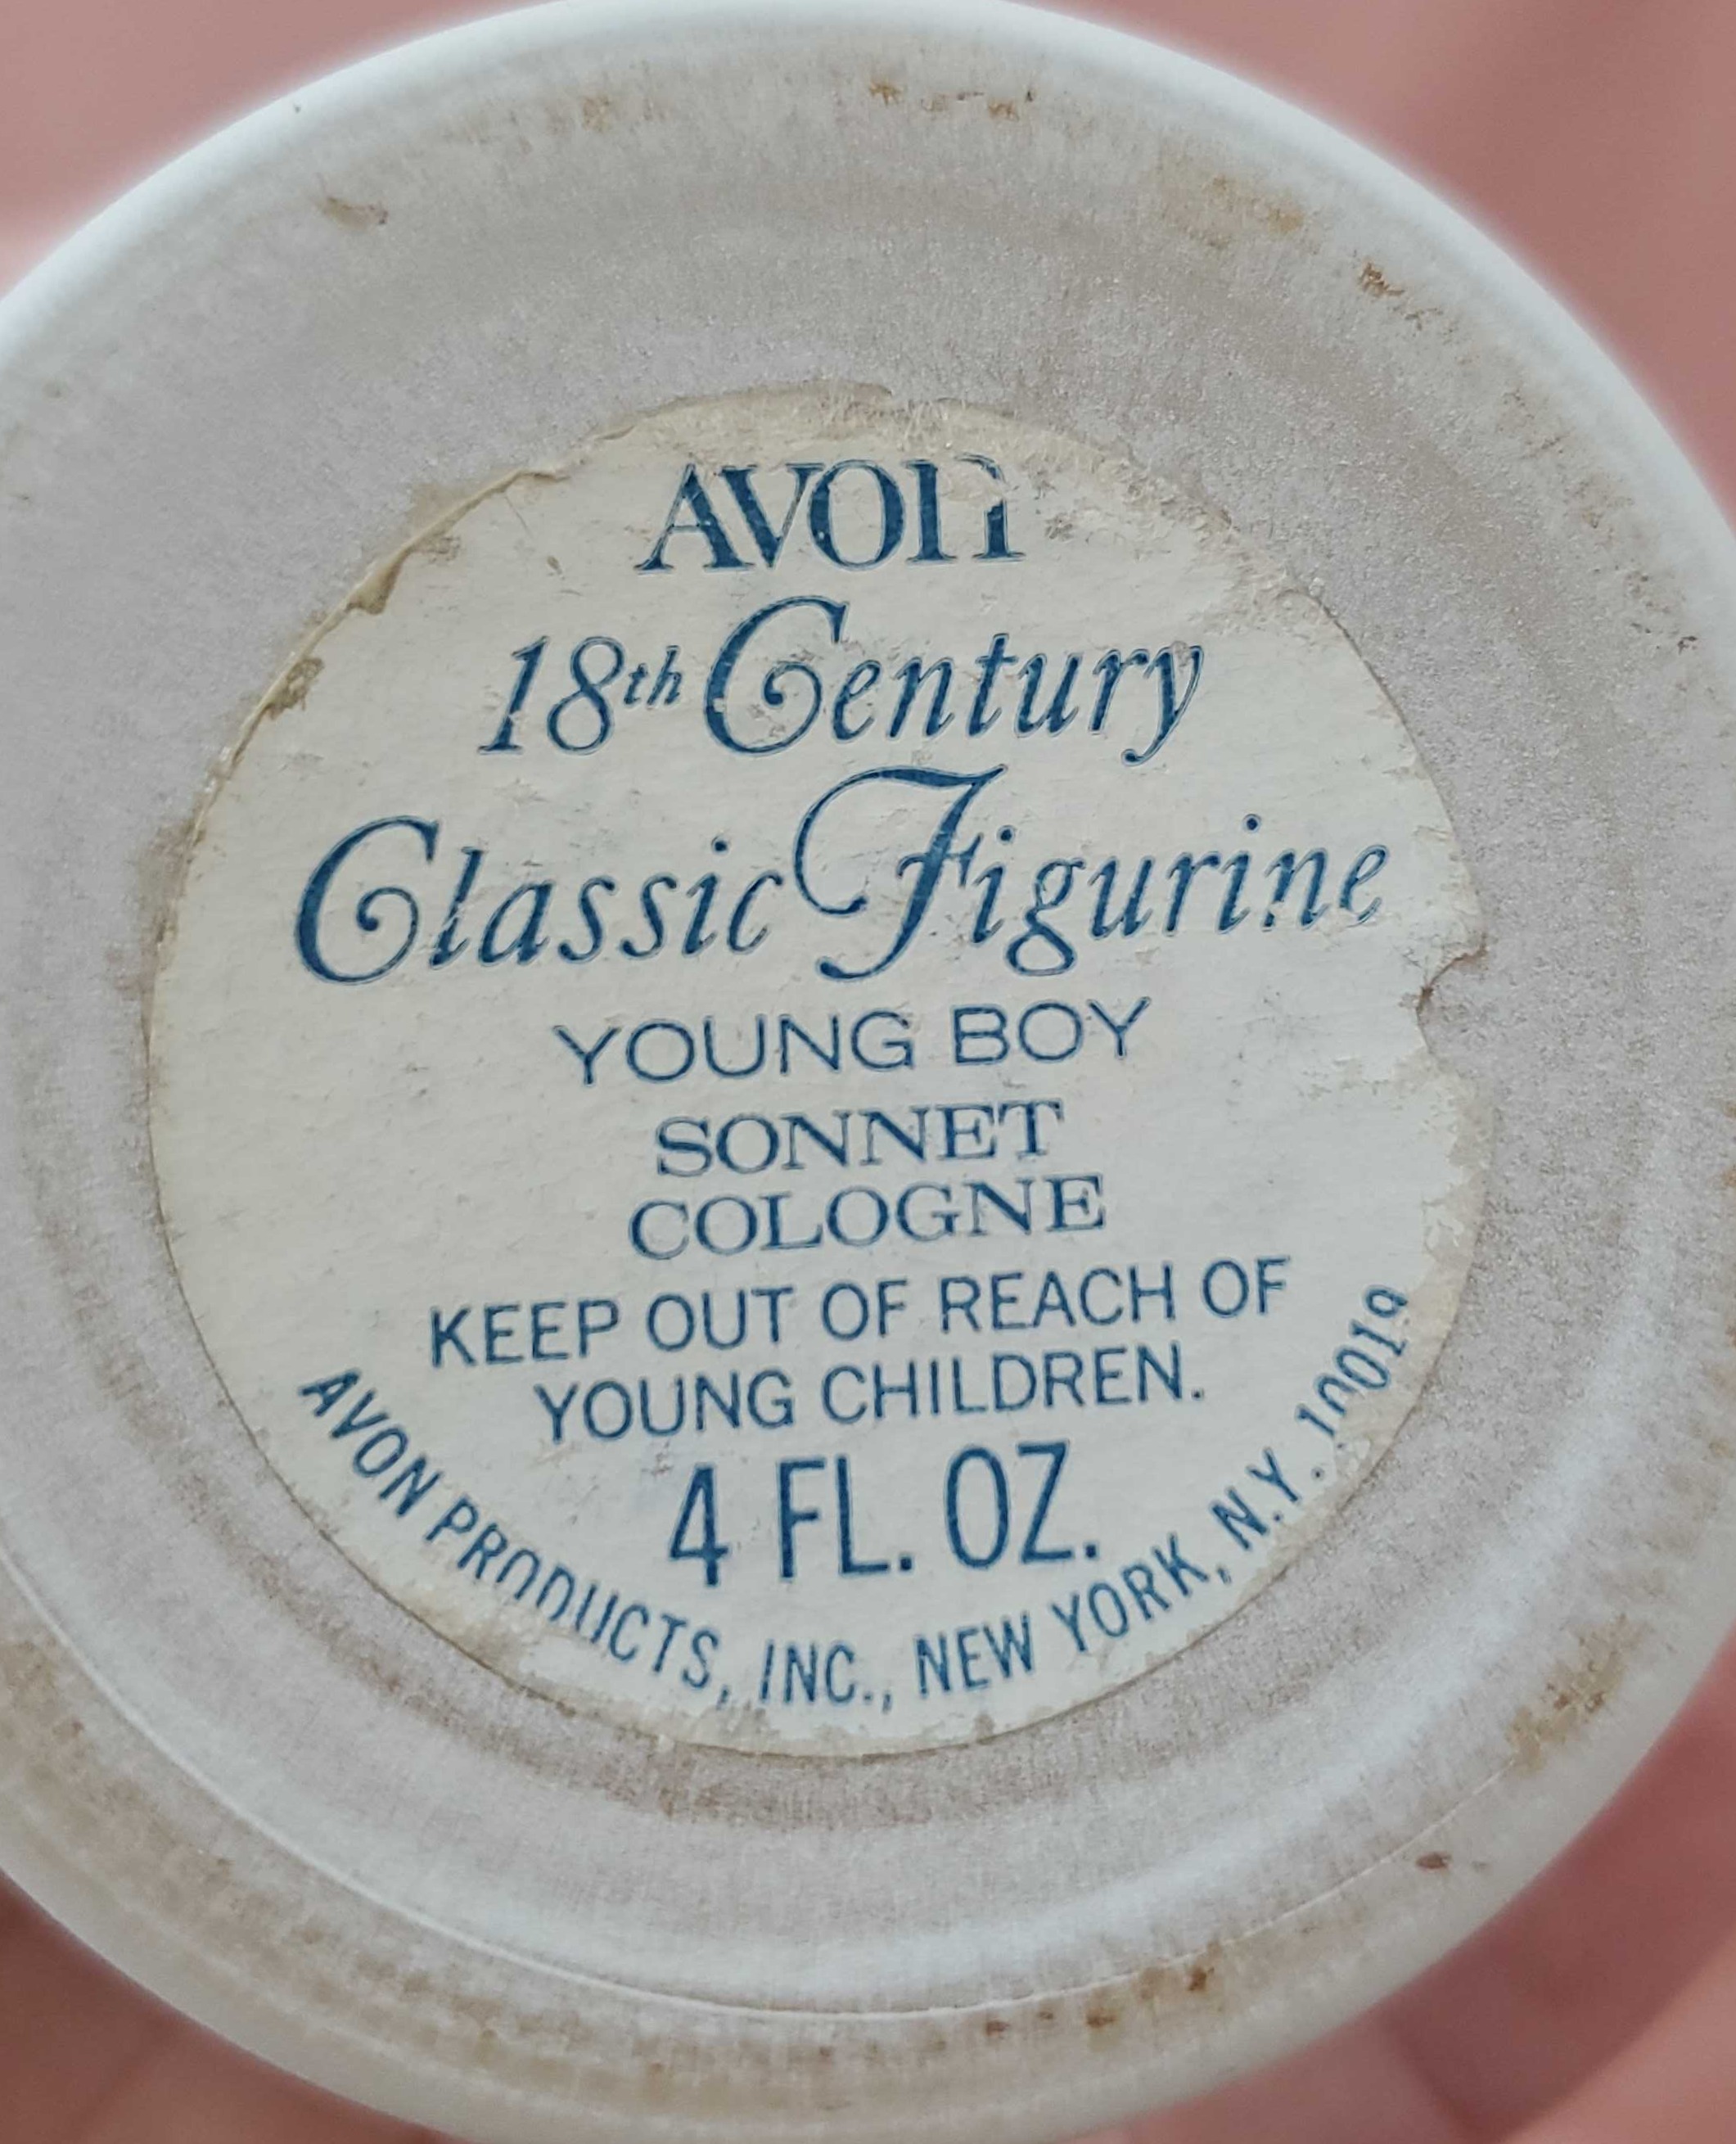 AVON
18th Century
Classic Figurine
YOUNG BOY
SONNET
COLOGNE
KEEP OUT OF REACH OF
YOUNG CHILDREN.
4 FL. OZ.
AVON PRODUCTS, INC., NEW YORK, N.Y. 10019